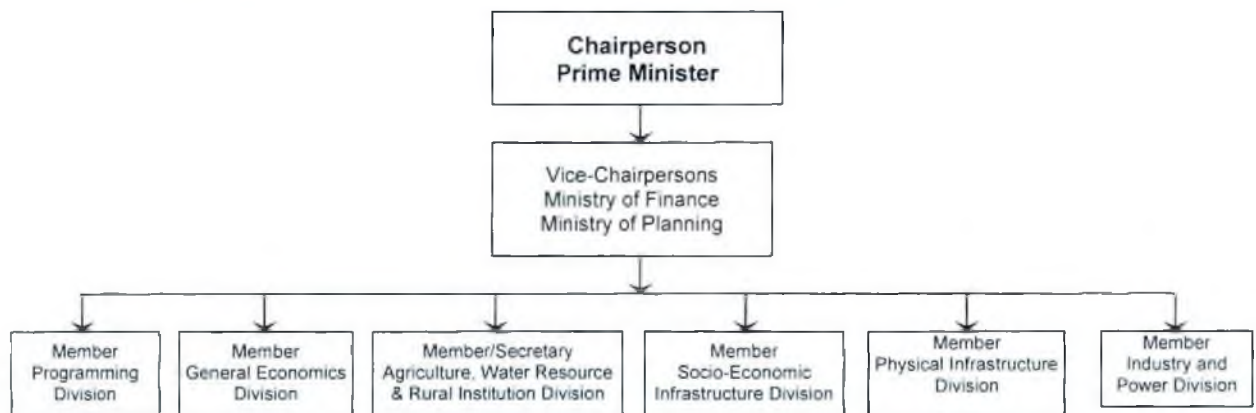 Chairperson
Prime Minister
Vice-Chairpersons
Ministry of Finance
Ministry of Planning
Member
Programming
Division
Member
General Economics
Division
Member/Secretary
Agriculture, Water Resource
& Rural Institution Division
Member
Socio-Economic
Infrastructure Division
Member
Physical Infrastructure
Division
Member
Industry and
Power Division